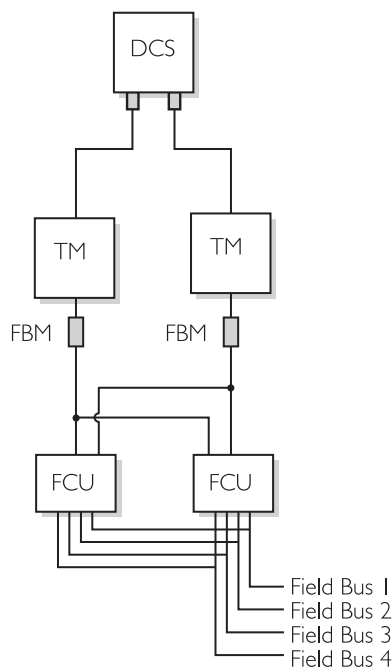 DCS
TM
TM
FBM
FBM
FCU
FCU
Field Bus 1
Field Bus 2
Field Bus 3
Field Bus 4